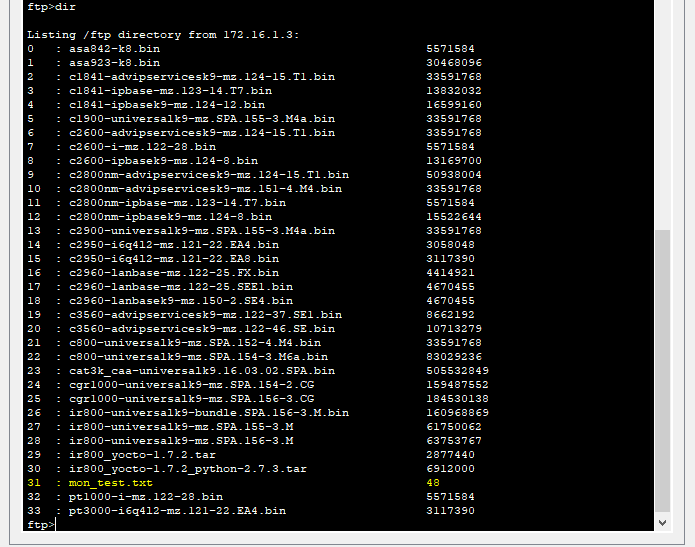 ftp>dir
Listing /ftp directory from 172.16.1.3:
0 : asa842-k8.bin 5571584
1 : asa923-k8.bin 30468096
2 : c1841-advipservicesk9-mz.124-15.T1.bin 33591768
3 : c1841-ipbase-mz.123-14.T7.bin 13832032
4 : c1841-ipbasek9-mz.124-12.bin 16599160
5 : c1900-universalk9-mz.SPA.155-3.M4a.bin 33591768
6 : c2600-advipservicesk9-mz.124-15.T1.bin 33591768
7 : c2600-i-mz.122-28.bin 5571584
8 : c2600-ipbasek9-mz.124-8.bin 13169700
9 : c2800nm-advipservicesk9-mz.124-15.T1.bin 50938004
10 : c2800nm-advipservicesk9-mz.151-4.M4.bin 33591768
11 : c2800nm-ipbase-mz.123-14.T7.bin 5571584
12 : c2800nm-ipbasek9-mz.124-8.bin 15522644
13 : c2900-universalk9-mz.SPA.155-3.M4a.bin 33591768
14 : c2950-i6q4l2-mz.121-22.EA4.bin 3058048
15 : c2950-i6q4l2-mz.121-22.EA8.bin 3117390
16 : c2960-lanbase-mz.122-25.FX.bin 4414921
17 : c2960-lanbase-mz.122-25.SEE1.bin 4670455
18 : c2960-lanbasek9-mz.150-2.SE4.bin 4670455
19 : c3560-advipservicesk9-mz.122-37.SE1.bin 8662192
20 : c3560-advipservicesk9-mz.122-46.SE.bin 10713279
21 : c800-universalk9-mz.SPA.152-4.M4.bin 33591768
22 : c800-universalk9-mz.SPA.154-3.M6a.bin 83029236
23 : cat3k_caa-universalk9.16.03.02.SPA.bin 505532849
24 : cgr1000-universalk9-mz.SPA.154-2.CG 159487552
25 : cgr1000-universalk9-mz.SPA.156-3.CG 184530138
26 : ir800-universalk9-bundle.SPA.156-3.M.bin 160968869
27 : ir800-universalk9-mz.SPA.155-3.M 61750062
28 : ir800-universalk9-mz.SPA.156-3.M 63753767
29 : ir800_yocto-1.7.2.tar 2877440
30 : ir800_yocto-1.7.2_python-2.7.3.tar 6912000
31 : mon_test.txt 48
32 : pt1000-i-mz.122-28.bin 5571584
33 : pt3000-i6q4l2-mz.121-22.EA4.bin 3117390
ftp>